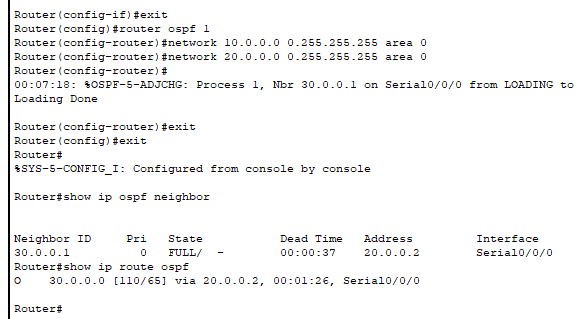 Router(config-if)#exit
Router(config)#router ospf 1
Router(config-router)#network 10.0.0.0 0.255.255.255 area 0
Router(config-router)#network 20.0.0.0 0.255.255.255 area 0
Router(config-router)#
00:07:18: %OSPF-5-ADJCHG: Process 1, Nbr 30.0.0.1 on Serial0/0/0 from LOADING to
Loading Done
Router(config-router)#exit
Router(config)#exit
Router#
%SYS-5-CONFIG_I: Configured from console by console
Router#show ip ospf neighbor
Neighbor ID Pri State Dead Time Address Interface
30.0.0.1 0 FULL/ - 00:00:37 20.0.0.2 Serial0/0/0
Router#show ip route ospf
O 30.0.0.0 [110/65] via 20.0.0.2, 00:01:26, Serial0/0/0
Router#